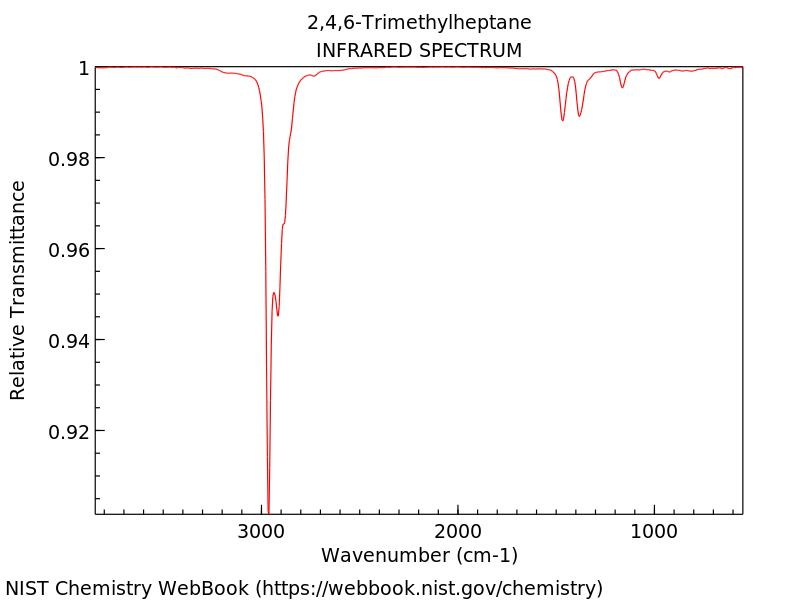 2,4,6-Trimethylheptane
INFRARED SPECTRUM
1
0.98
0.96
0.94
0.92
Relative Transmittance
3000
2000
1000
Wavenumber (cm-1)
NIST Chemistry WebBook (https://webbook.nist.gov/chemistry)